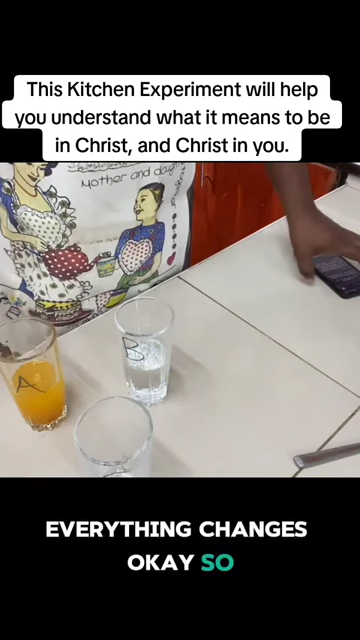 This Kitchen Experiment will help
you understand what it means to be
in Christ, and Christ in you.
Mother and
A
B
EVERYTHING CHANGES
OKAY SO